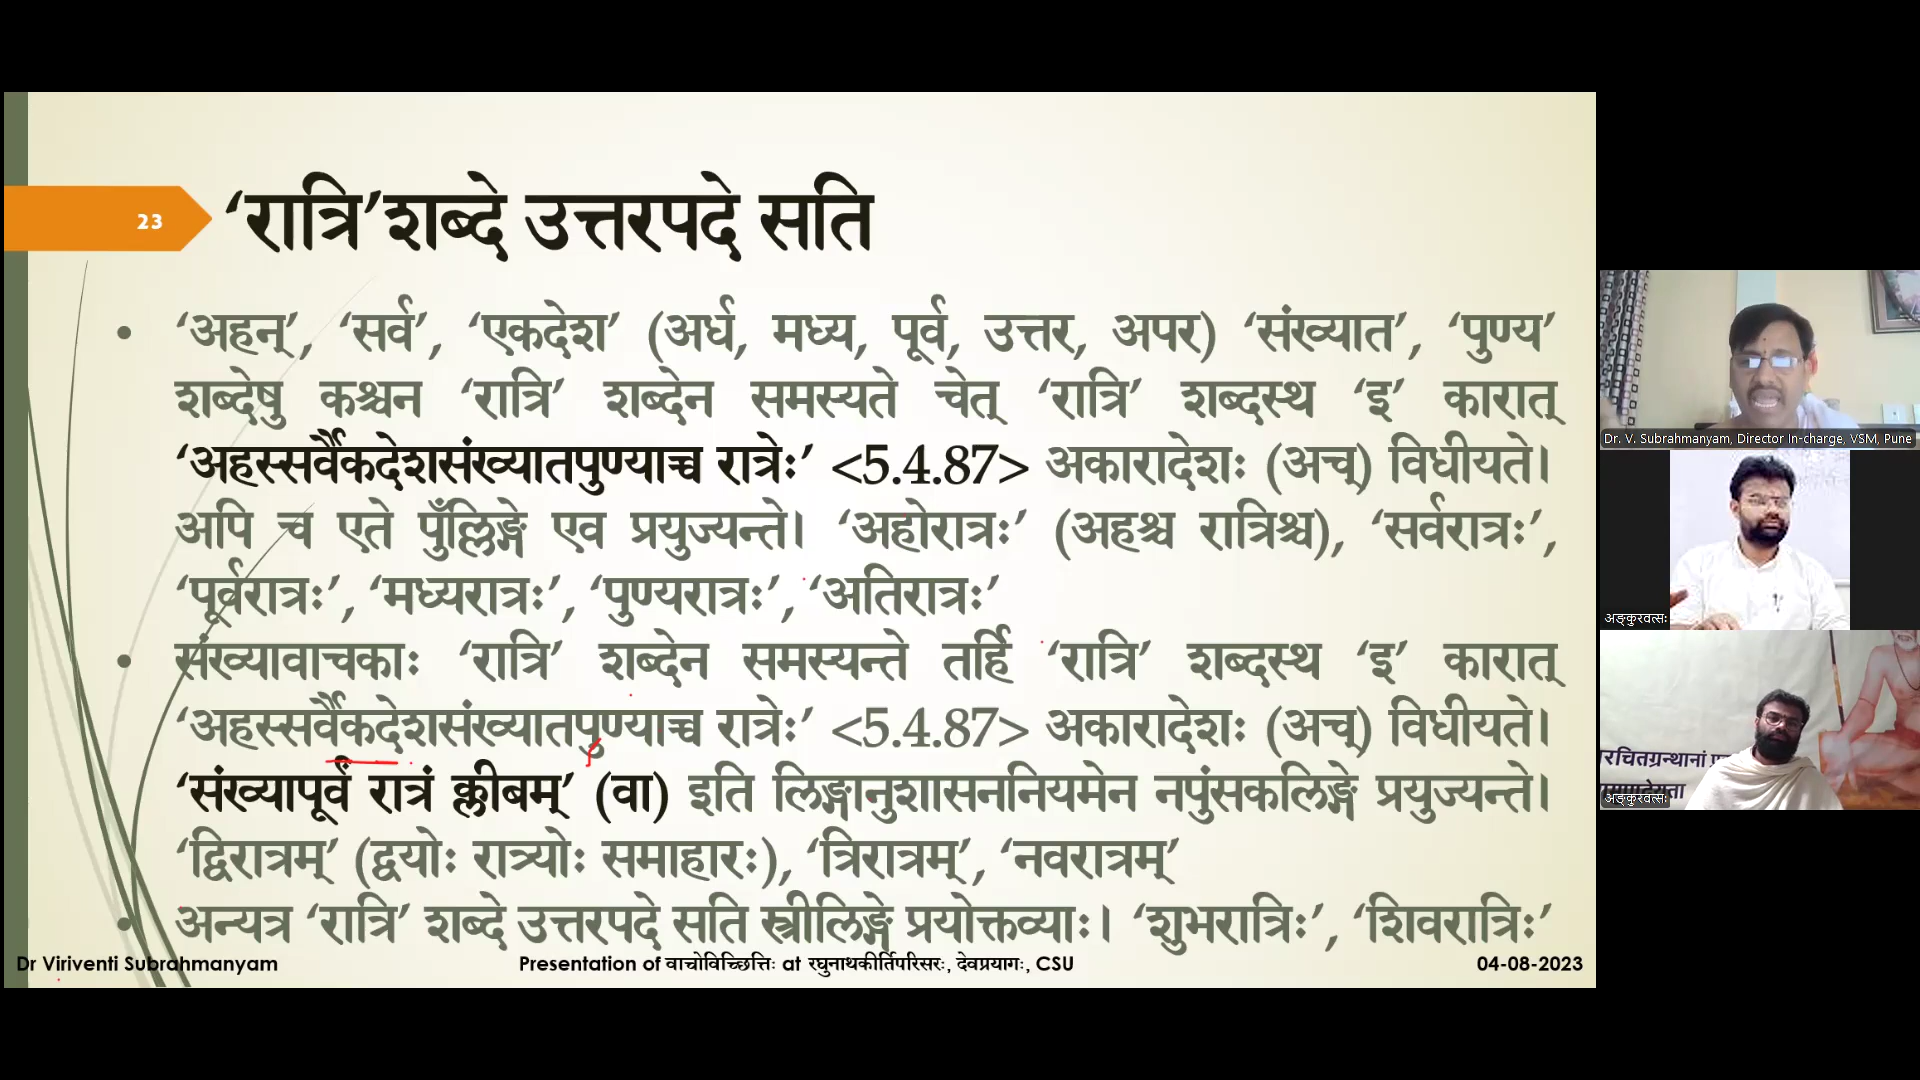 23
‘रात्रि’शब्दे उत्तरपदे सति
• ‘अहन्’, ‘सर्व’, ‘एकदेश’ (अर्ध, मध्य, पूर्व, उत्तर, अपर) ‘संख्यात’, ‘पुण्य’
शब्देषु कश्चन ‘रात्रि’ शब्देन समस्यते चेत् ‘रात्रि’ शब्दस्थ ‘इ’ कारात्
‘अहस्सर्वैकदेशसंख्यातपुण्याच्च रात्रेः’ <5.4.87> अकारादेशः (अच्) विधीयते।
अपि च एते पुँल्लिङ्गे एव प्रयुज्यन्ते। ‘अहोरात्रः’ (अहश्च रात्रिश्च), ‘सर्वरात्रः’,
‘पूर्वरात्रः’, ‘मध्यरात्रः’, ‘पुण्यरात्रः’, ‘अतिरात्रः’
• संख्यावाचकाः ‘रात्रि’ शब्देन समस्यन्ते तर्हि ‘रात्रि’ शब्दस्थ ‘इ’ कारात्
‘अहस्सर्वैकदेशसंख्यातपुण्याच्च रात्रेः’ <5.4.87> अकारादेशः (अच्) विधीयते।
‘संख्यापूर्वं रात्रं क्लीबम्’ (वा) इति लिङ्गानुशासननियमेन नपुंसकलिङ्गे प्रयुज्यन्ते।
‘द्विरात्रम्’ (द्वयोः रात्र्योः समाहारः), ‘त्रिरात्रम्’, ‘नवरात्रम्’
• अन्यत्र ‘रात्रि’ शब्दे उत्तरपदे सति स्त्रीलिङ्गे प्रयोक्तव्याः। ‘शुभरात्रिः’, ‘शिवरात्रिः’
Dr Viriventi Subrahmanyam
Presentation of वाचोविच्छित्तिः at रघुनाथकीर्तिपरिसरः, देवप्रयागः, CSU
04-08-2023
Dr. V. Subrahmanyam, Director In-charge, VSM, Pune
अङ्कुरवत्सः
रचितग्रन्थानां
अङ्कुरवत्सः